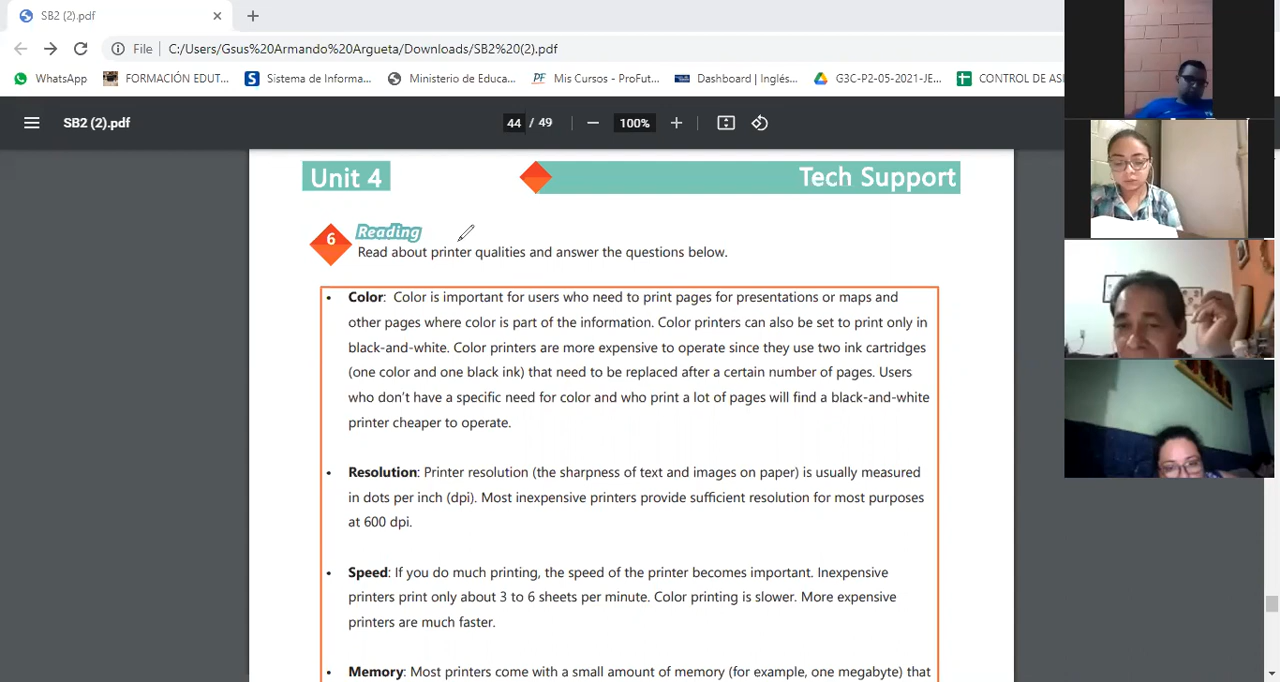 SB2 (2).pdf
File
C:/Users/Gsus%20Armando%20Argueta/Downloads/SB2%20(2).pdf
WhatsApp
FORMACIÓN EDUT...
Sistema de Informa...
Ministerio de Educa...
PF Mis Cursos - ProFut...
Dashboard | Inglés...
G3C-P2-05-2021-JE...
CONTROL DE ASI
SB2 (2).pdf
44 / 49
100%
Unit 4
Tech Support
6
Reading
Read about printer qualities and answer the questions below.
• Color: Color is important for users who need to print pages for presentations or maps and
other pages where color is part of the information. Color printers can also be set to print only in
black-and-white. Color printers are more expensive to operate since they use two ink cartridges
(one color and one black ink) that need to be replaced after a certain number of pages. Users
who don't have a specific need for color and who print a lot of pages will find a black-and-white
printer cheaper to operate.
• Resolution: Printer resolution (the sharpness of text and images on paper) is usually measured
in dots per inch (dpi). Most inexpensive printers provide sufficient resolution for most purposes
at 600 dpi.
• Speed: If you do much printing, the speed of the printer becomes important. Inexpensive
printers print only about 3 to 6 sheets per minute. Color printing is slower. More expensive
printers are much faster.
• Memory: Most printers come with a small amount of memory (for example, one megabyte) that